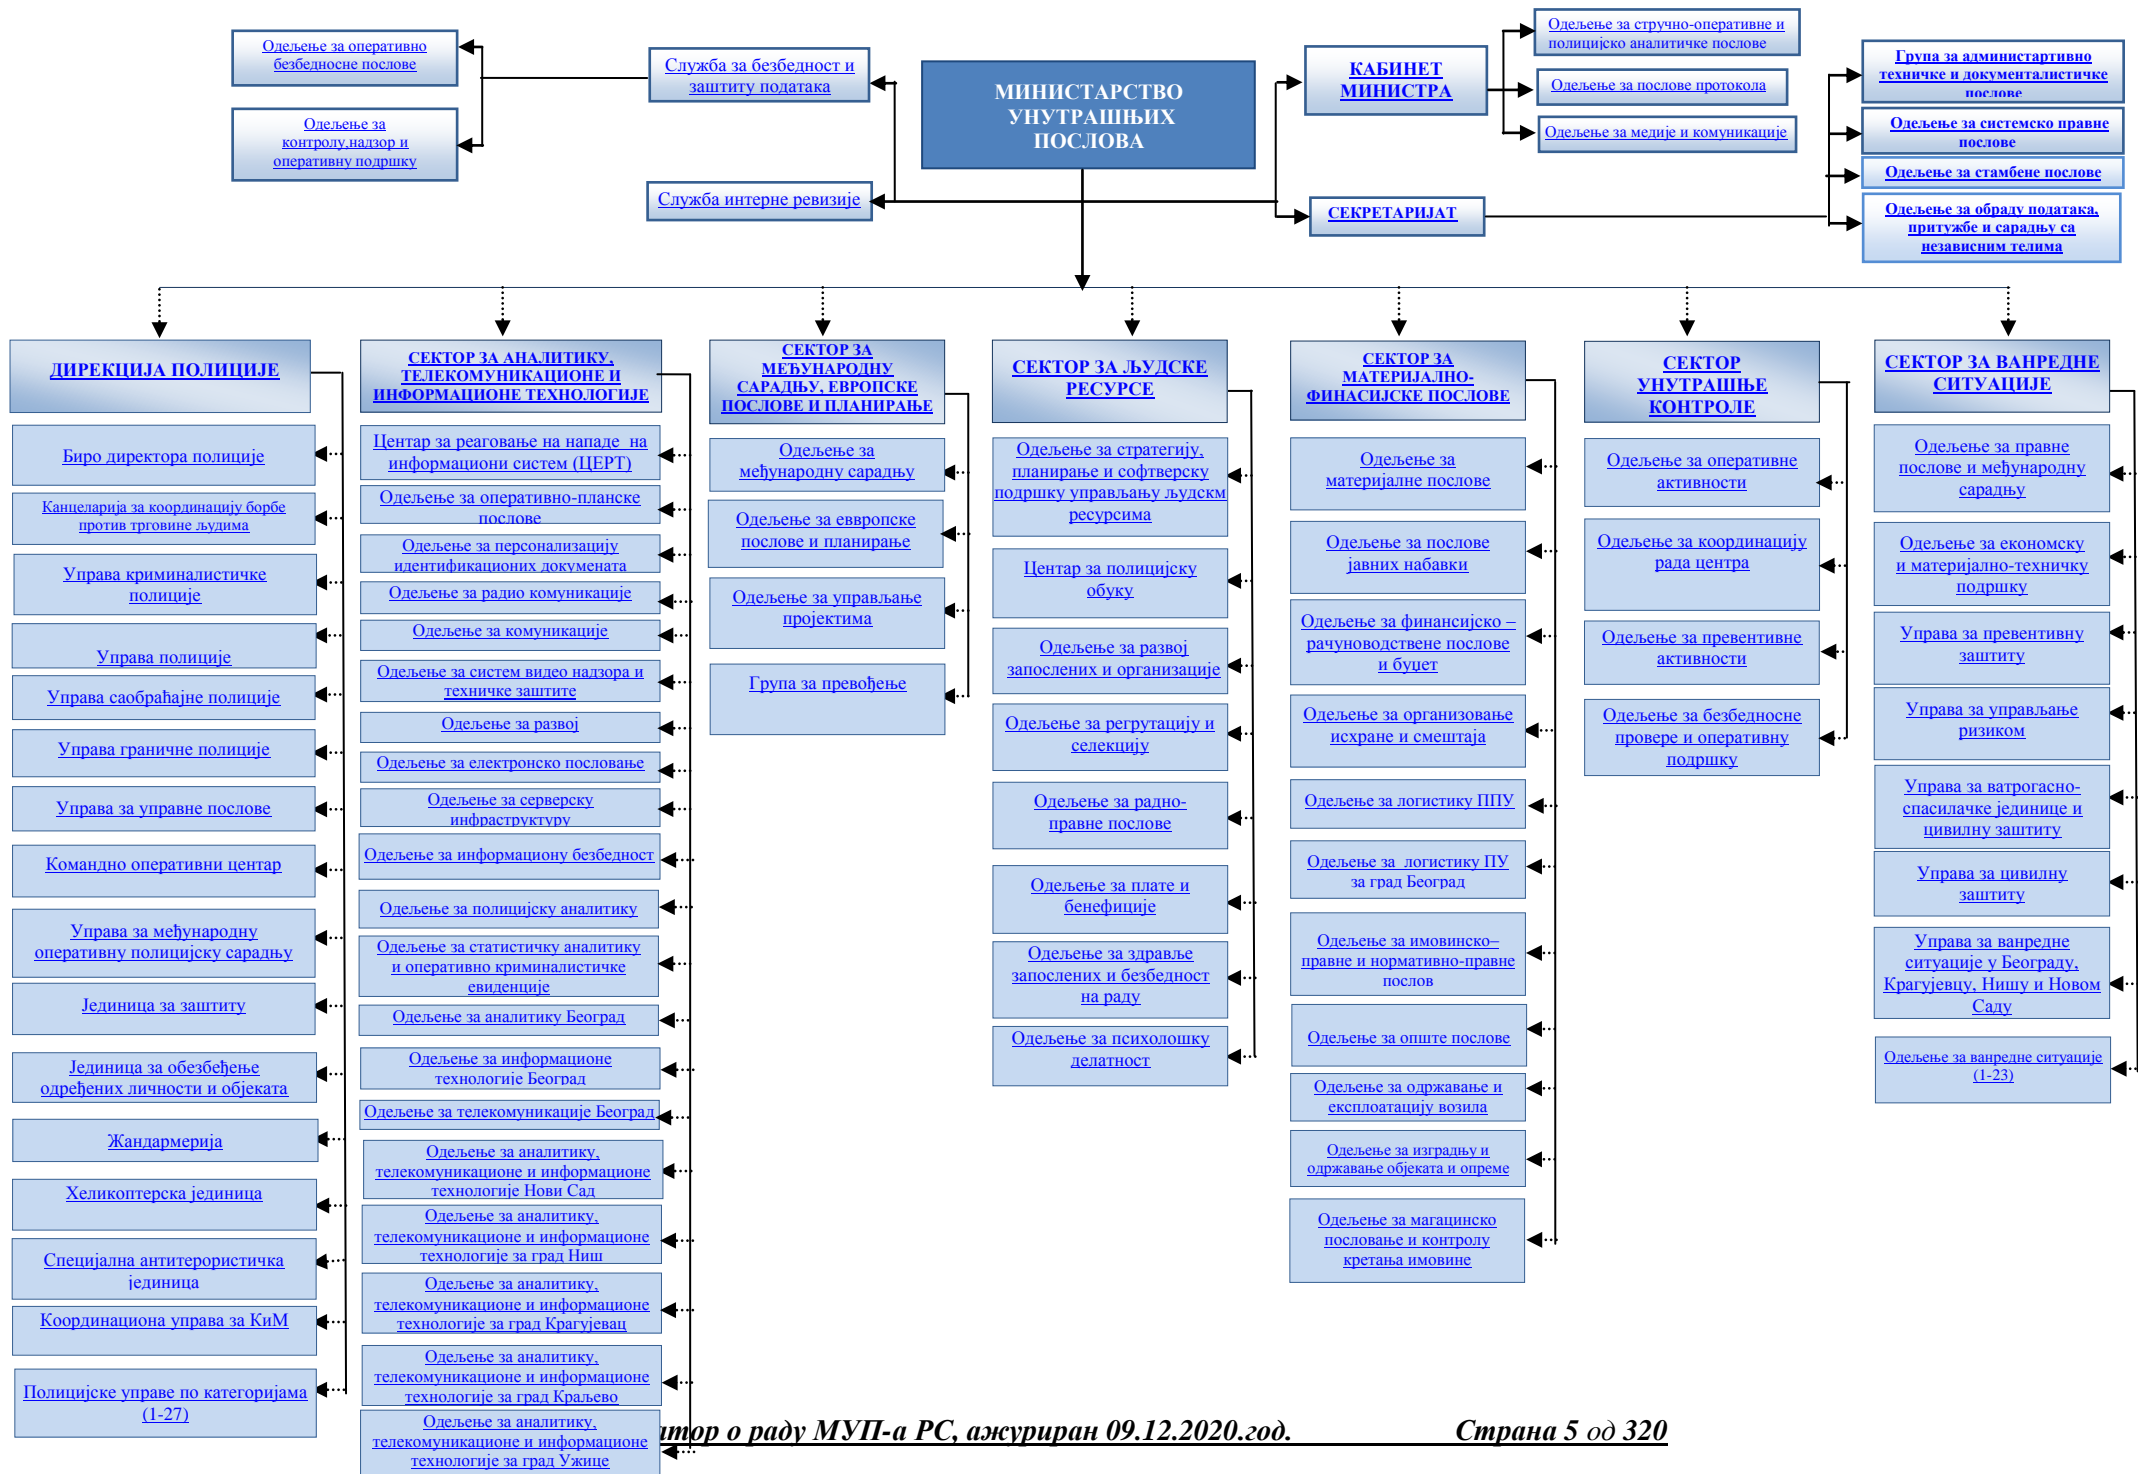 Одељење за оперативно
безбедносне послове
Одељење за
контролу,надзор и
оперативну подршку
Служба за безбедност и
заштиту података
Служба интерне ревизије
МИНИСТАРСТВО
УНУТРАШЊИХ
ПОСЛОВА
КАБИНЕТ
МИНИСТРА
СЕКРЕТАРИЈАТ
Одељење за стручно-оперативне и
полицијско аналитичке послове
Одељење за послове протокола
Одељење за медије и комуникације
Група за администартивно
техничке и документалистичке
послове
Одељење за системско правне
послове
Одељење за стамбене послове
Одељење за обраду података,
притужбе и сарадњу са
независним телима
ДИРЕКЦИЈА ПОЛИЦИЈЕ
Биро директора полиције
Канцеларија за координацију борбе
против трговине људима
Управа криминалистичке
полиције
Управа полиције
Управа саобраћајне полиције
Управа граничне полиције
Управа за управне послове
Командно оперативни центар
Управа за међународну
оперативну полицијску сарадњу
Јединица за заштиту
Јединица за обезбеђење
одређених личности и објеката
Жандармерија
Хеликоптерска јединица
Специјална антитерористичка
јединица
Координациона управа за КиМ
Полицијске управе по категоријама
(1-27)
СЕКТОР ЗА АНАЛИТИКУ,
ТЕЛЕКОМУНИКАЦИОНЕ И
ИНФОРМАЦИОНЕ ТЕХНОЛОГИЈЕ
Центар за реаговање на нападе на
информациони систем (ЦЕРТ)
Одељење за оперативно-планске
послове
Одељење за персонализацију
идентификационих докумената
Одељење за радио комуникације
Одељење за комуникације
Одељење за систем видео надзора и
техничке заштите
Одељење за развој
Одељење за електронско пословање
Одељење за серверску
инфраструктуру
Одељење за информациону безбедност
Одељење за полицијску аналитику
Одељење за статистичку аналитику
и оперативно криминалистичке
евиденције
Одељење за аналитику Београд
Одељење за информационе
технологије Београд
Одељење за телекомуникације Београд
Одељење за аналитику,
телекомуникационе и информационе
технологије Нови Сад
Одељење за аналитику,
телекомуникационе и информационе
технологије за град Ниш
Одељење за аналитику,
телекомуникационе и информационе
технологије за град Крагујевац
Одељење за аналитику,
телекомуникационе и информационе
технологије за град Краљево
Одељење за аналитику,
телекомуникационе и информационе
технологије за град Ужице
СЕКТОР ЗА
МЕЂУНАРОДНУ
САРАДЊУ, ЕВРОПСКЕ
ПОСЛОВЕ И ПЛАНИРАЊЕ
Одељење за
међународну сарадњу
Одељење за еввропске
послове и планирање
Одељење за управљање
пројектима
Група за превођење
СЕКТОР ЗА ЉУДСКЕ
РЕСУРСЕ
Одељење за стратегију,
планирање и софтверску
подршку управљању људскм
ресурсима
Центар за полицијску
обуку
Одељење за развој
запослених и организације
Одељење за регрутацију и
селекцију
Одељење за радно-
правне послове
Одељење за плате и
бенефиције
Одељење за здравље
запослених и безбедност
на раду
Одељење за психолошку
делатност
СЕКТОР ЗА
МАТЕРИЈАЛНО-
ФИНАСИЈСКЕ ПОСЛОВЕ
Одељење за
материјалне послове
Одељење за послове
јавних набавки
Одељење за финансијско –
рачуноводствене послове
и буџет
Одељење за организовање
исхране и смештаја
Одељење за логистику ППУ
Одељење за логистику ПУ
за град Београд
Одељење за имовинско–
правне и нормативно-правне
послов
Одељење за опште послове
Одељење за одржавање и
експлоатацију возила
Одељење за изградњу и
одржавање објеката и опреме
Одељење за магацинско
пословање и контролу
кретања имовине
СЕКТОР
УНУТРАШЊЕ
КОНТРОЛЕ
Одељење за оперативне
активности
Одељење за координацију
рада центра
Одељење за превентивне
активности
Одељење за безбедносне
провере и оперативну
подршку
СЕКТОР ЗА ВАНРЕДНЕ
СИТУАЦИЈЕ
Одељење за правне
послове и међународну
сарадњу
Одељење за економску
и материјално-техничку
подршку
Управа за превентивну
заштиту
Управа за управљање
ризиком
Управа за ватрогасно-
спасилачке јединице и
цивилну заштиту
Управа за цивилну
заштиту
Управа за ванредне
ситуације у Београду,
Крагујевцу, Нишу и Новом
Саду
Одељење за ванредне ситуације
(1-23)
атор о раду МУП-а РС, ажуриран 09.12.2020.год. Страна 5 од 320